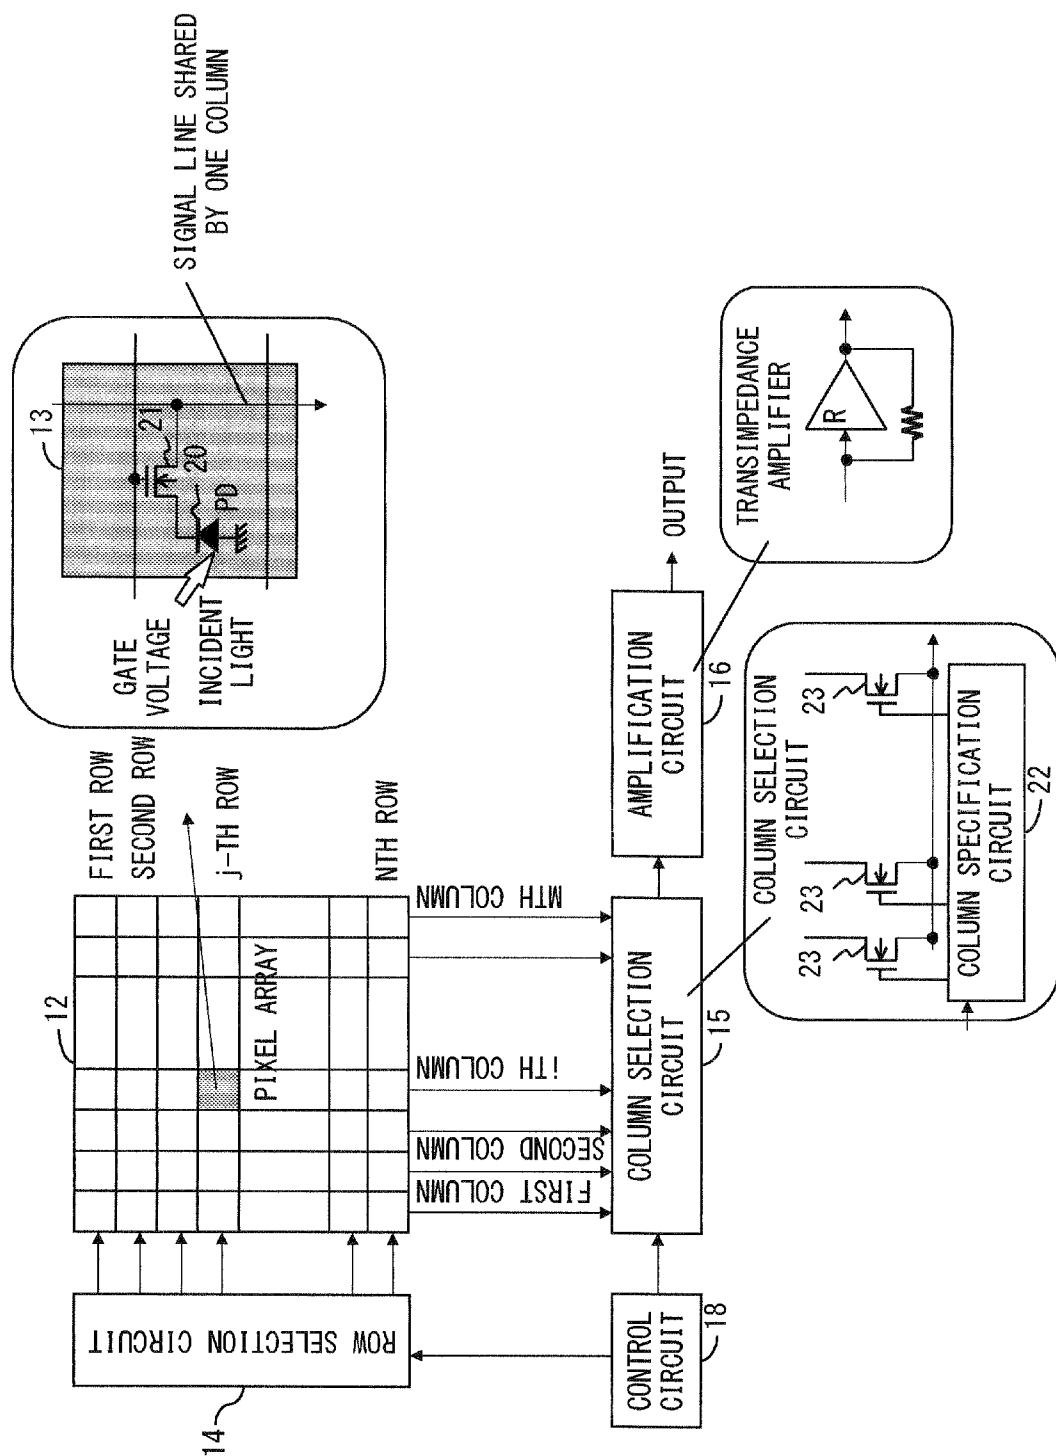 12
FIRST ROW
SECOND ROW
j-TH ROW
NTH ROW
PIXEL ARRAY
14
ROW SELECTION CIRCUIT
FIRST COLUMN
SECOND COLUMN
iTH COLUMN
MTH COLUMN
CONTROL
CIRCUIT
18
COLUMN SELECTION
CIRCUIT
15
AMPLIFICATION
CIRCUIT
16
OUTPUT
13
21
20
PD
GATE
VOLTAGE
INCIDENT
LIGHT
SIGNAL LINE SHARED
BY ONE COLUMN
COLUMN SELECTION
CIRCUIT
23
23
23
COLUMN SPECIFICATION
CIRCUIT
22
TRANSIMPEDANCE
AMPLIFIER
R